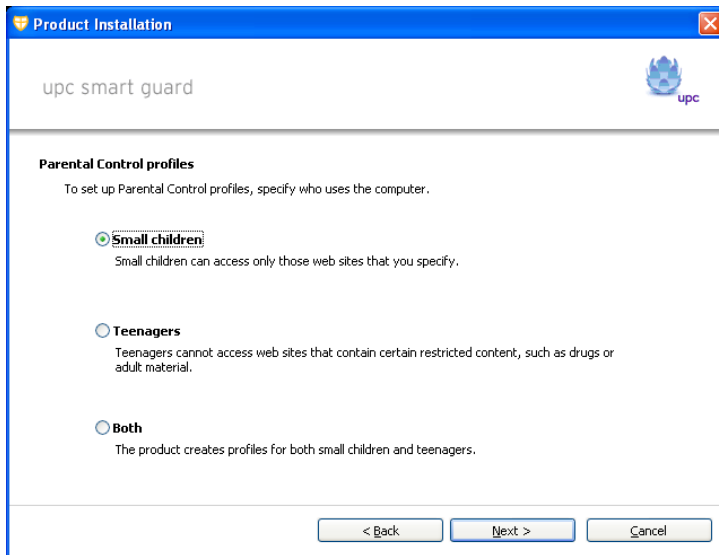 Product Installation
upc smart guard
upc
Parental Control profiles
To set up Parental Control profiles, specify who uses the computer.
Small children
Small children can access only those web sites that you specify.
Teenagers
Teenagers cannot access web sites that contain certain restricted content, such as drugs or
adult material.
Both
The product creates profiles for both small children and teenagers.
< Back
Next >
Cancel